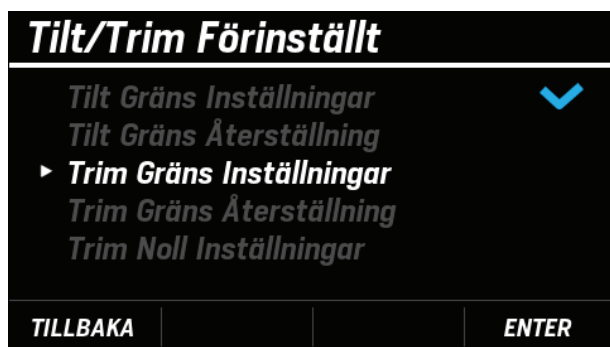 Tilt/Trim Förinställt
Tilt Gräns Inställningar
Tilt Gräns Återställning
Trim Gräns Inställningar
Trim Gräns Återställning
Trim Noll Inställningar
TILLBAKA ENTER